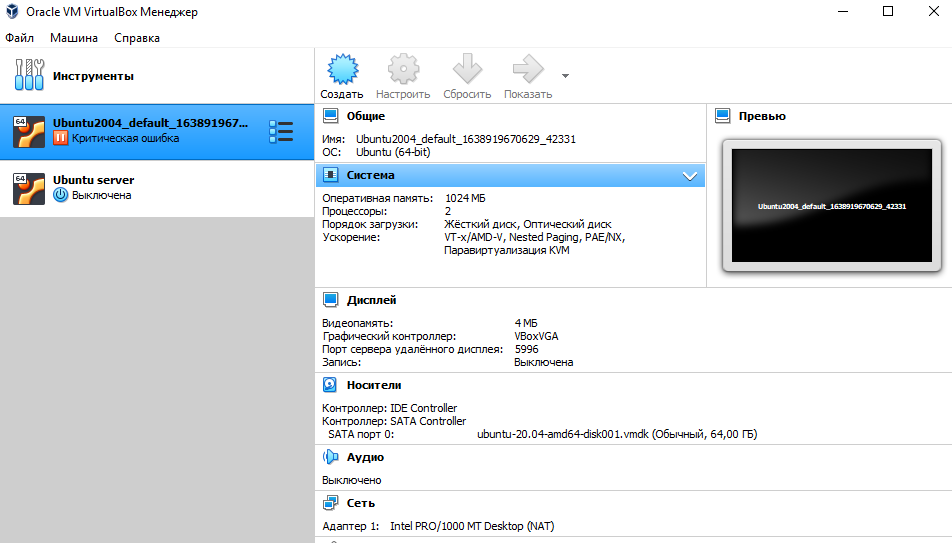 Oracle VM VirtualBox Менеджер
Файл Машина Справка
Инструменты
64
Ubuntu2004_default_163891967...
Критическая ошибка
64
Ubuntu server
Выключена
Создать Настроить Сбросить Показать
Общие
Имя: Ubuntu2004_default_1638919670629_42331
ОС: Ubuntu (64-bit)
Система
Оперативная память: 1024 МБ
Процессоры: 2
Порядок загрузки: Жёсткий диск, Оптический диск
Ускорение: VT-x/AMD-V, Nested Paging, PAE/NX,
Паравиртуализация KVM
Превью
Ubuntu2004_default_1638919670629_42331
Дисплей
Видеопамять: 4 МБ
Графический контроллер: VBoxVGA
Порт сервера удалённого дисплея: 5996
Запись: Выключена
Носители
Контроллер: IDE Controller
Контроллер: SATA Controller
SATA порт 0: ubuntu-20.04-amd64-disk001.vmdk (Обычный, 64,00 ГБ)
Аудио
Выключено
Сеть
Адаптер 1: Intel PRO/1000 MT Desktop (NAT)